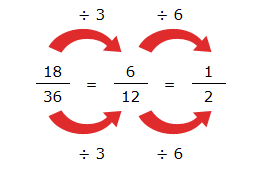 ÷ 3 ÷ 6
18/36 = 6/12 = 1/2
÷ 3 ÷ 6